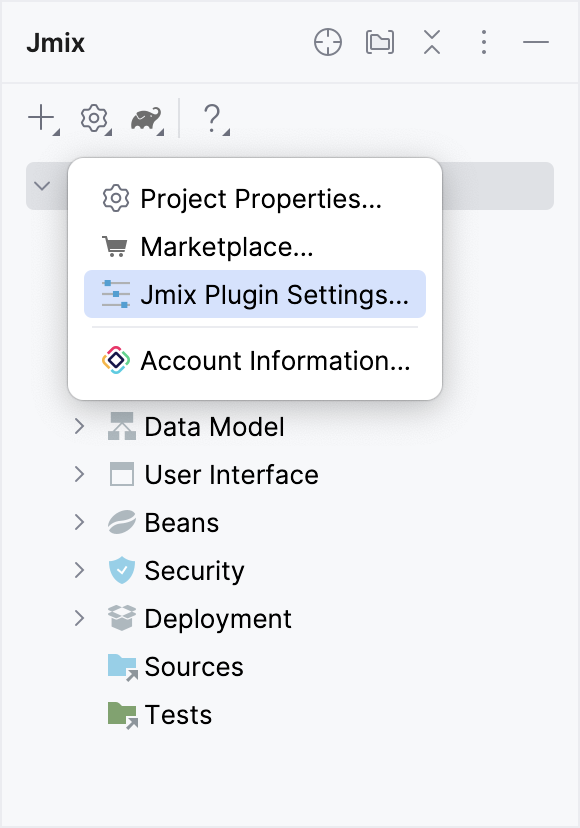 Jmix
Project Properties...
Marketplace...
Jmix Plugin Settings...
Account Information...
Data Model
User Interface
Beans
Security
Deployment
Sources
Tests